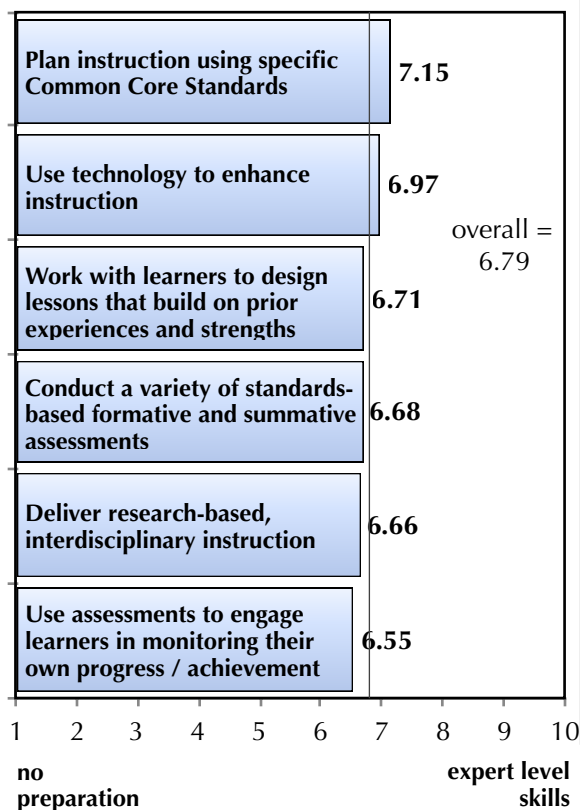 Plan instruction using specific
Common Core Standards
7.15
Use technology to enhance
instruction
6.97
overall =
6.79
Work with learners to design
lessons that build on prior
experiences and strengths
6.71
Conduct a variety of standards-
based formative and summative
assessments
6.68
Deliver research-based,
interdisciplinary instruction
6.66
Use assessments to engage
learners in monitoring their
own progress / achievement
6.55
1 2 3 4 5 6 7 8 9 10
no
preparation
expert level
skills